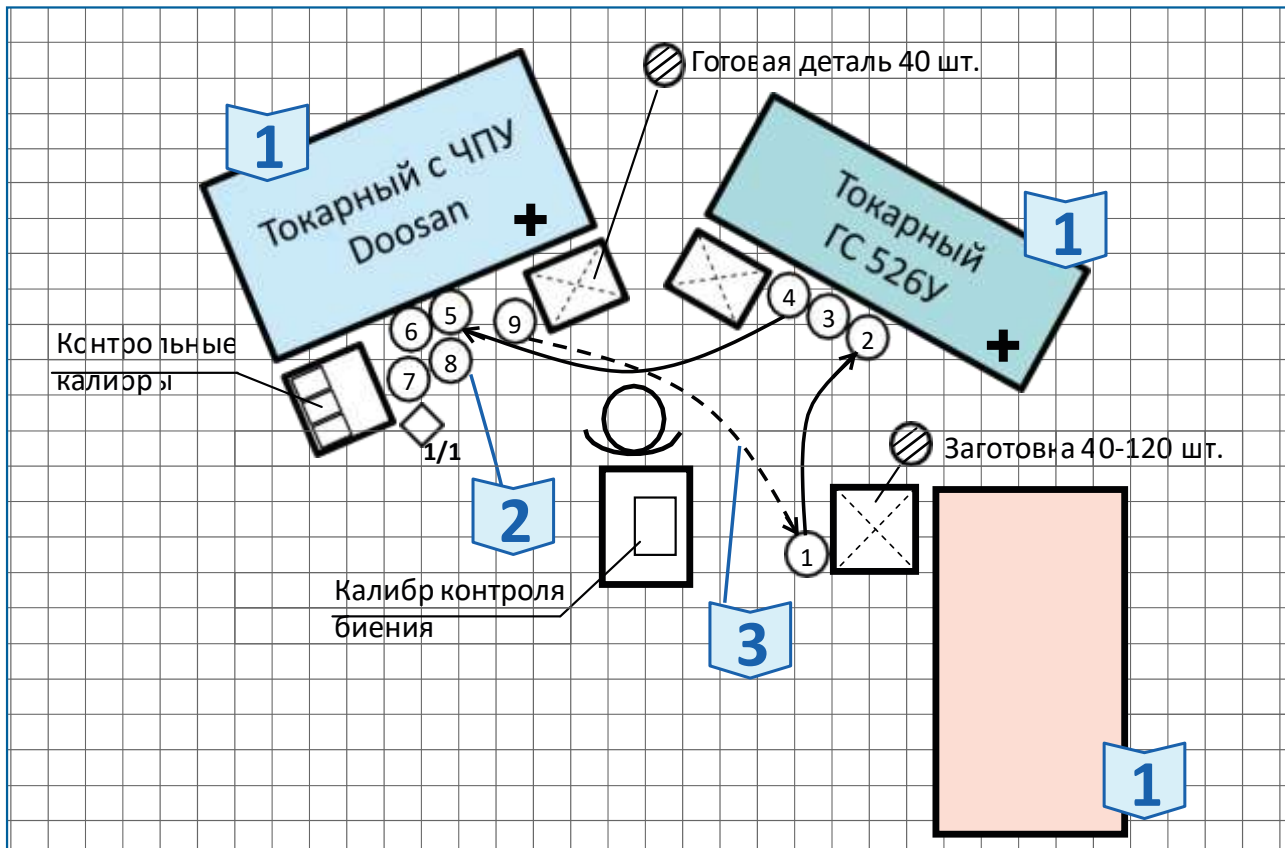 Готовая деталь 40 шт.
1
Токарный с ЧПУ
Doosan
Токарный
ГС 526У
1
4
3
2
5
6
9
8
7
Контрольные
калибры
1/1
2
Заготовка 40-120 шт.
1
Калибр контроля
биения
3
1